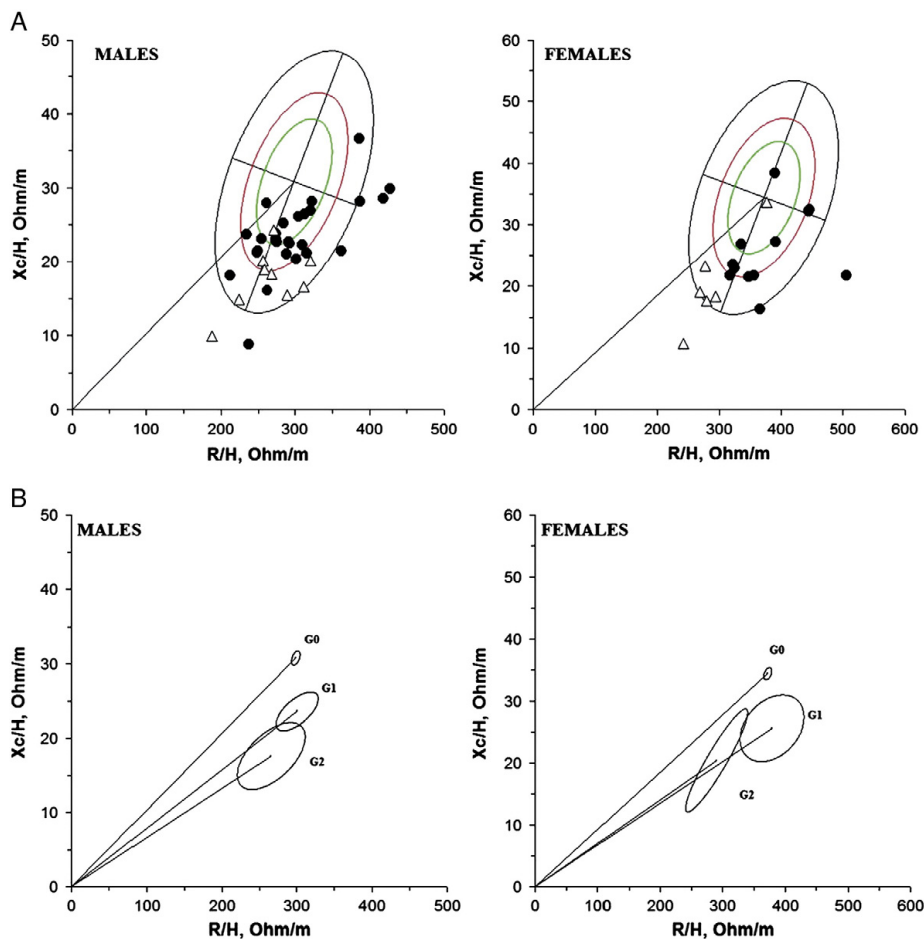 A
MALES
50
40
30
20
10
0
Xc/H, Ohm/m
0 100 200 300 400 500
R/H, Ohm/m
FEMALES
60
50
40
30
20
10
0
Xc/H, Ohm/m
0 100 200 300 400 500 600
R/H, Ohm/m
B
MALES
50
40
30
20
10
0
Xc/H, Ohm/m
G0
G1
G2
0 100 200 300 400 500
R/H, Ohm/m
FEMALES
60
50
40
30
20
10
0
Xc/H, Ohm/m
G0
G1
G2
0 100 200 300 400 500 600
R/H, Ohm/m